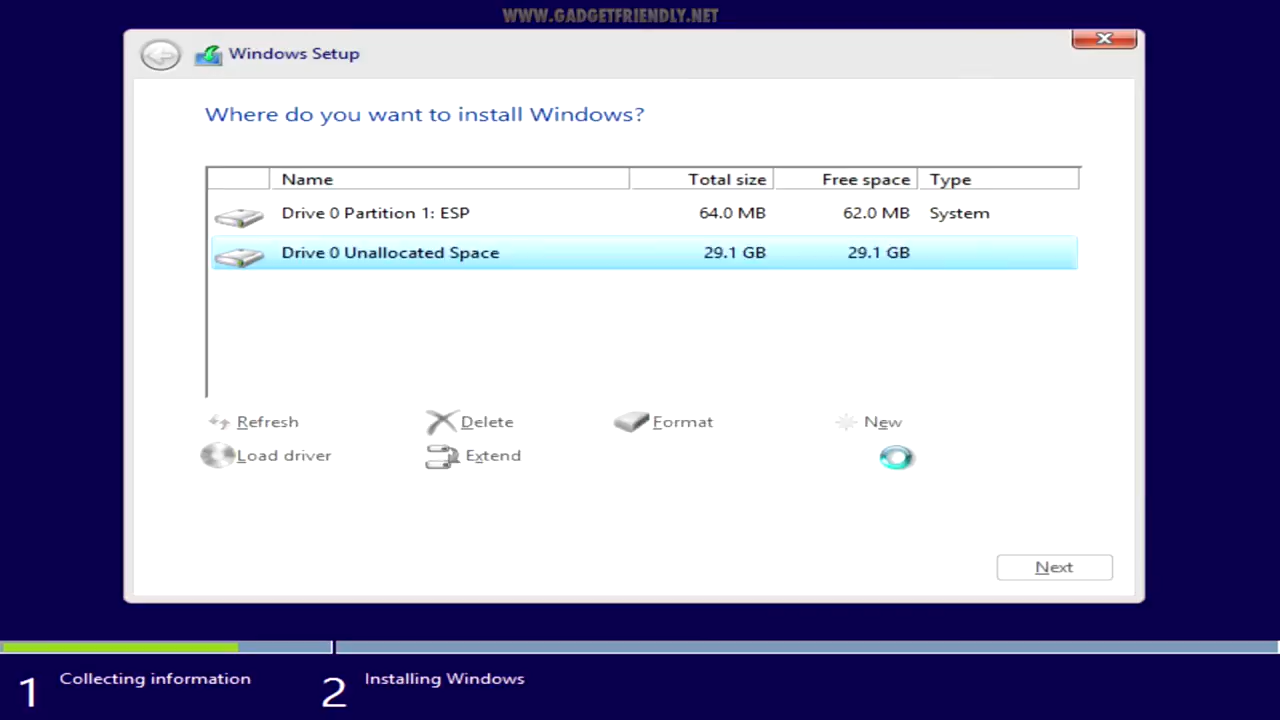 WWW.GADGETFRIENDLY.NET
Windows Setup
Where do you want to install Windows?
Name Total size Free space Type
Drive 0 Partition 1: ESP 64.0 MB 62.0 MB System
Drive 0 Unallocated Space 29.1 GB 29.1 GB
Refresh Delete Format New
Load driver Extend
Next
1 Collecting information 2 Installing Windows